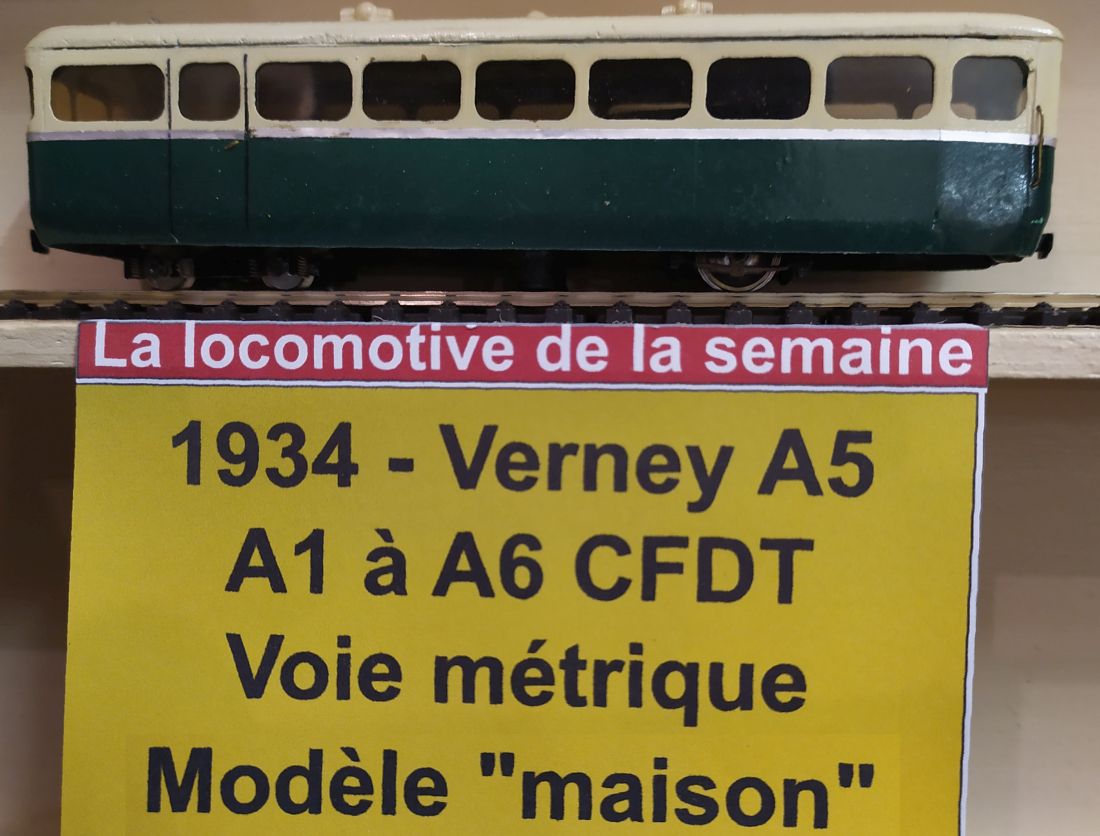 La locomotive de la semaine
1934 - Verney A5
A1 à A6 CFDT
Voie métrique
Modèle "maison"